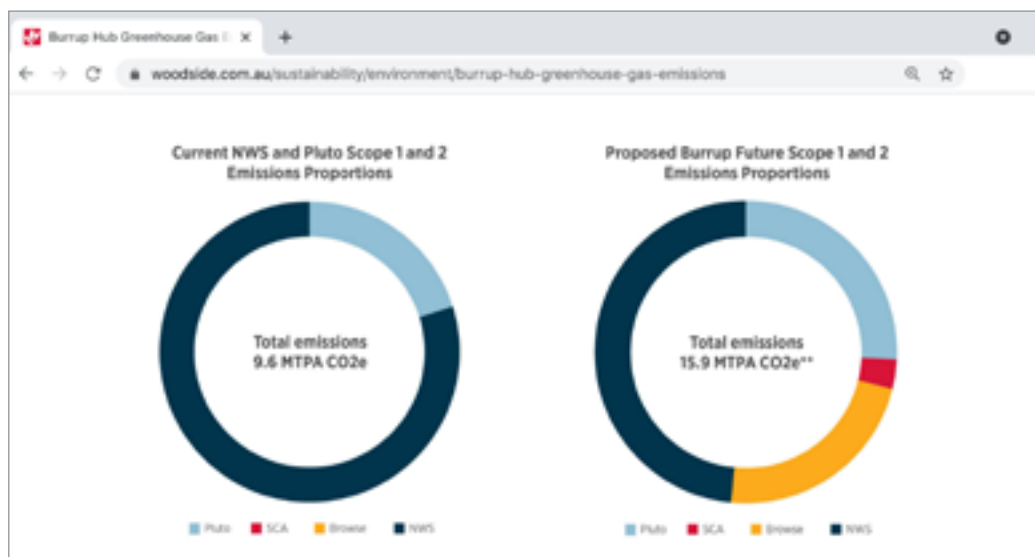 Burrup Hub Greenhouse Gas
woodside.com.au/sustainability/environment/burrup-hub-greenhouse-gas-emissions
Current NWS and Pluto Scope 1 and 2
Emissions Proportions
Total emissions
9.6 MTPA CO2e
Pluto SCA Browse NWS
Proposed Burrup Future Scope 1 and 2
Emissions Proportions
Total emissions
15.9 MTPA CO2e**
Pluto SCA Browse NWS